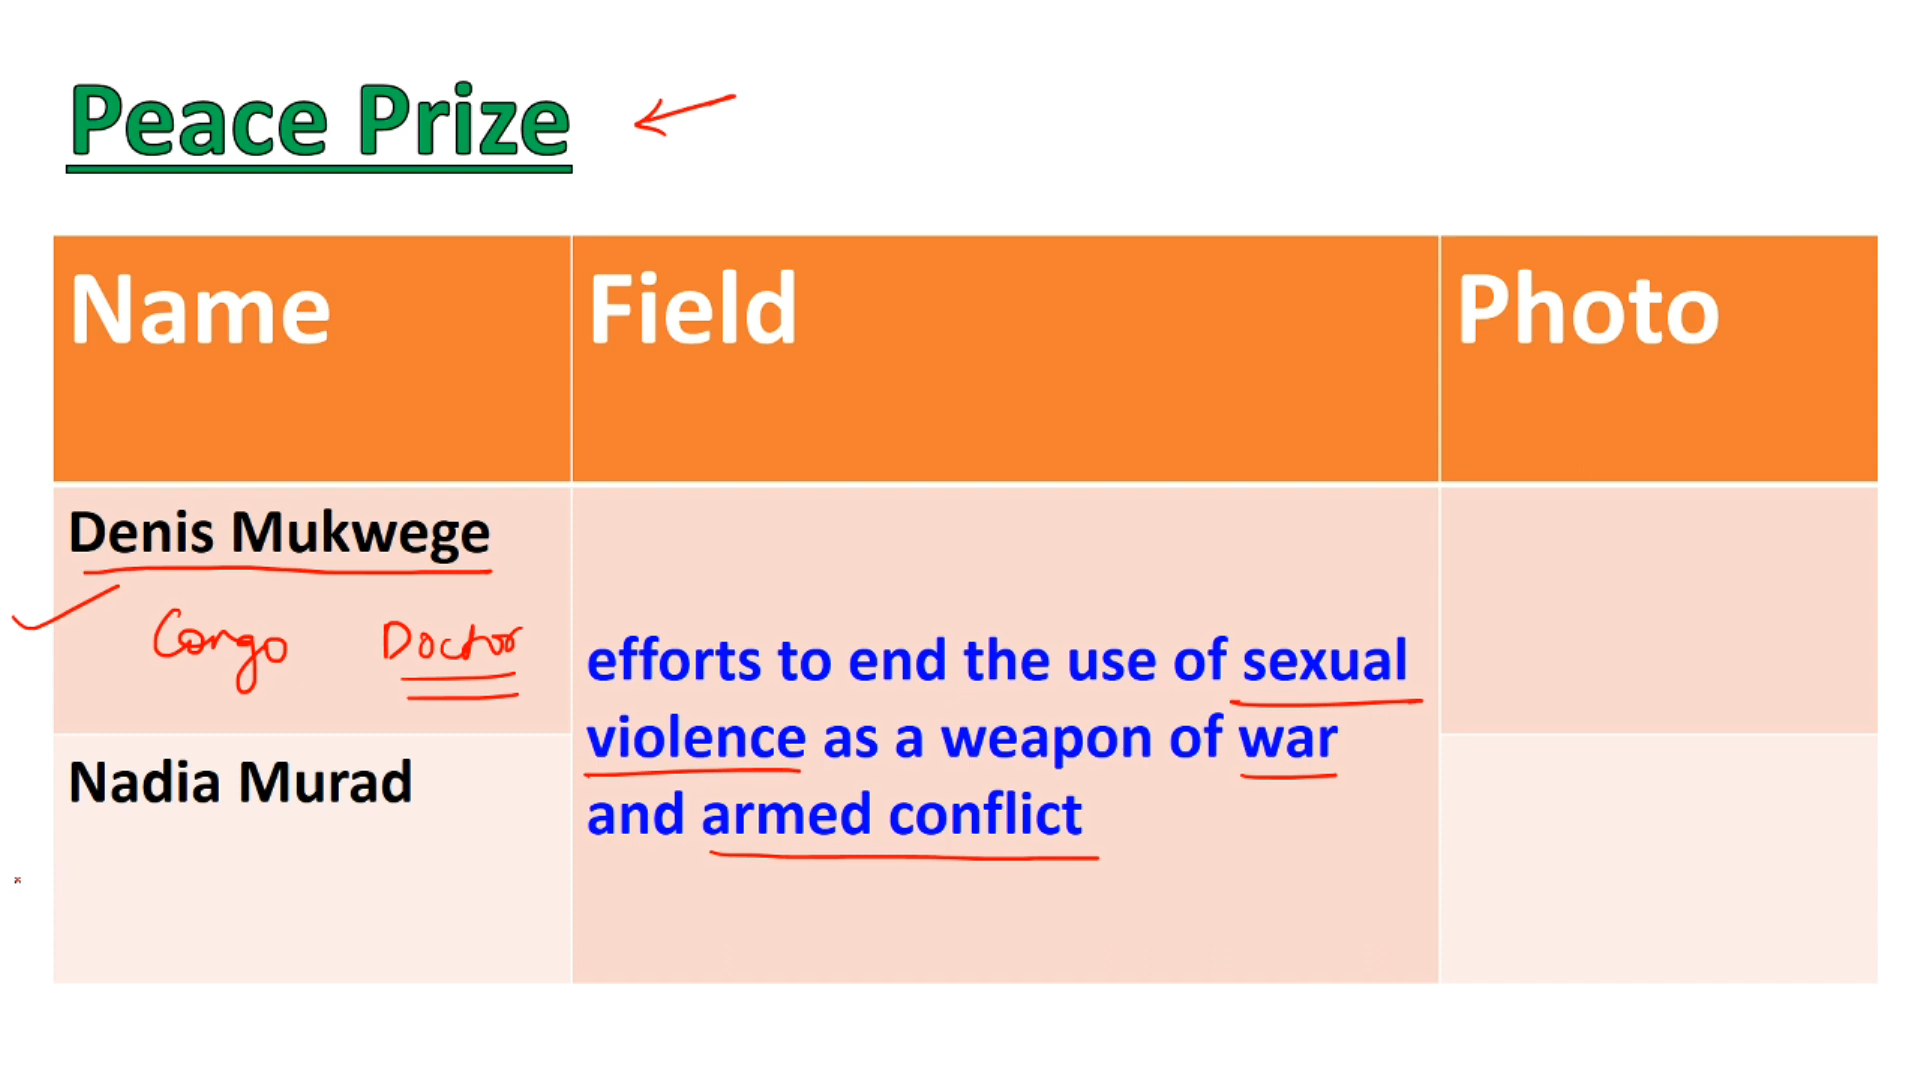 Peace Prize
Name
Field
Photo
Denis Mukwege
Congo Doctor
efforts to end the use of sexual
violence as a weapon of war
and armed conflict
Nadia Murad